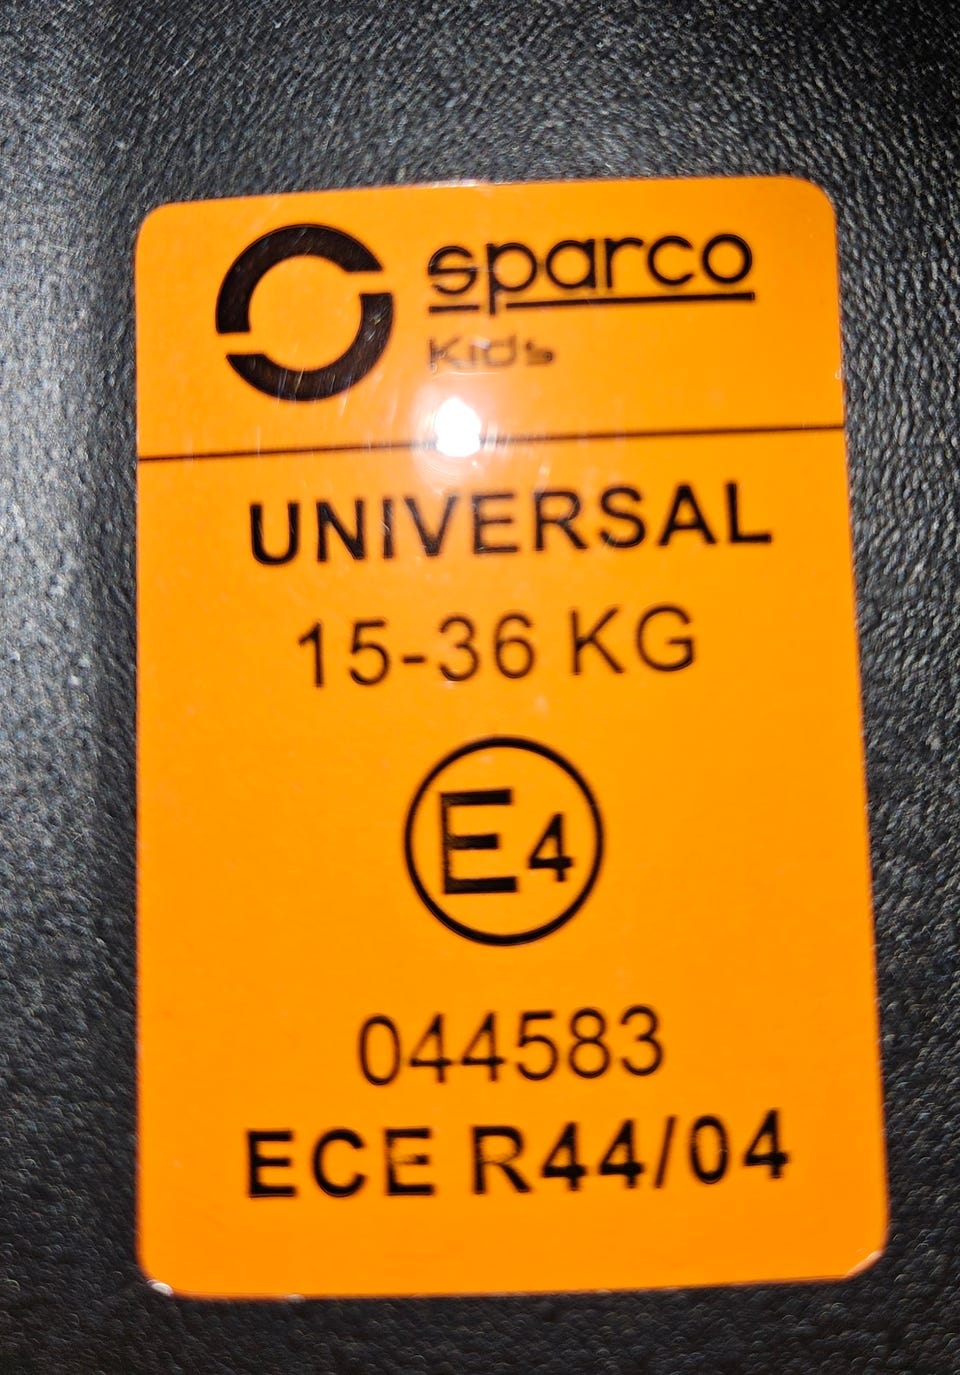 sparco
Kids
UNIVERSAL
15-36 KG
E4
044583
ECE R44/04